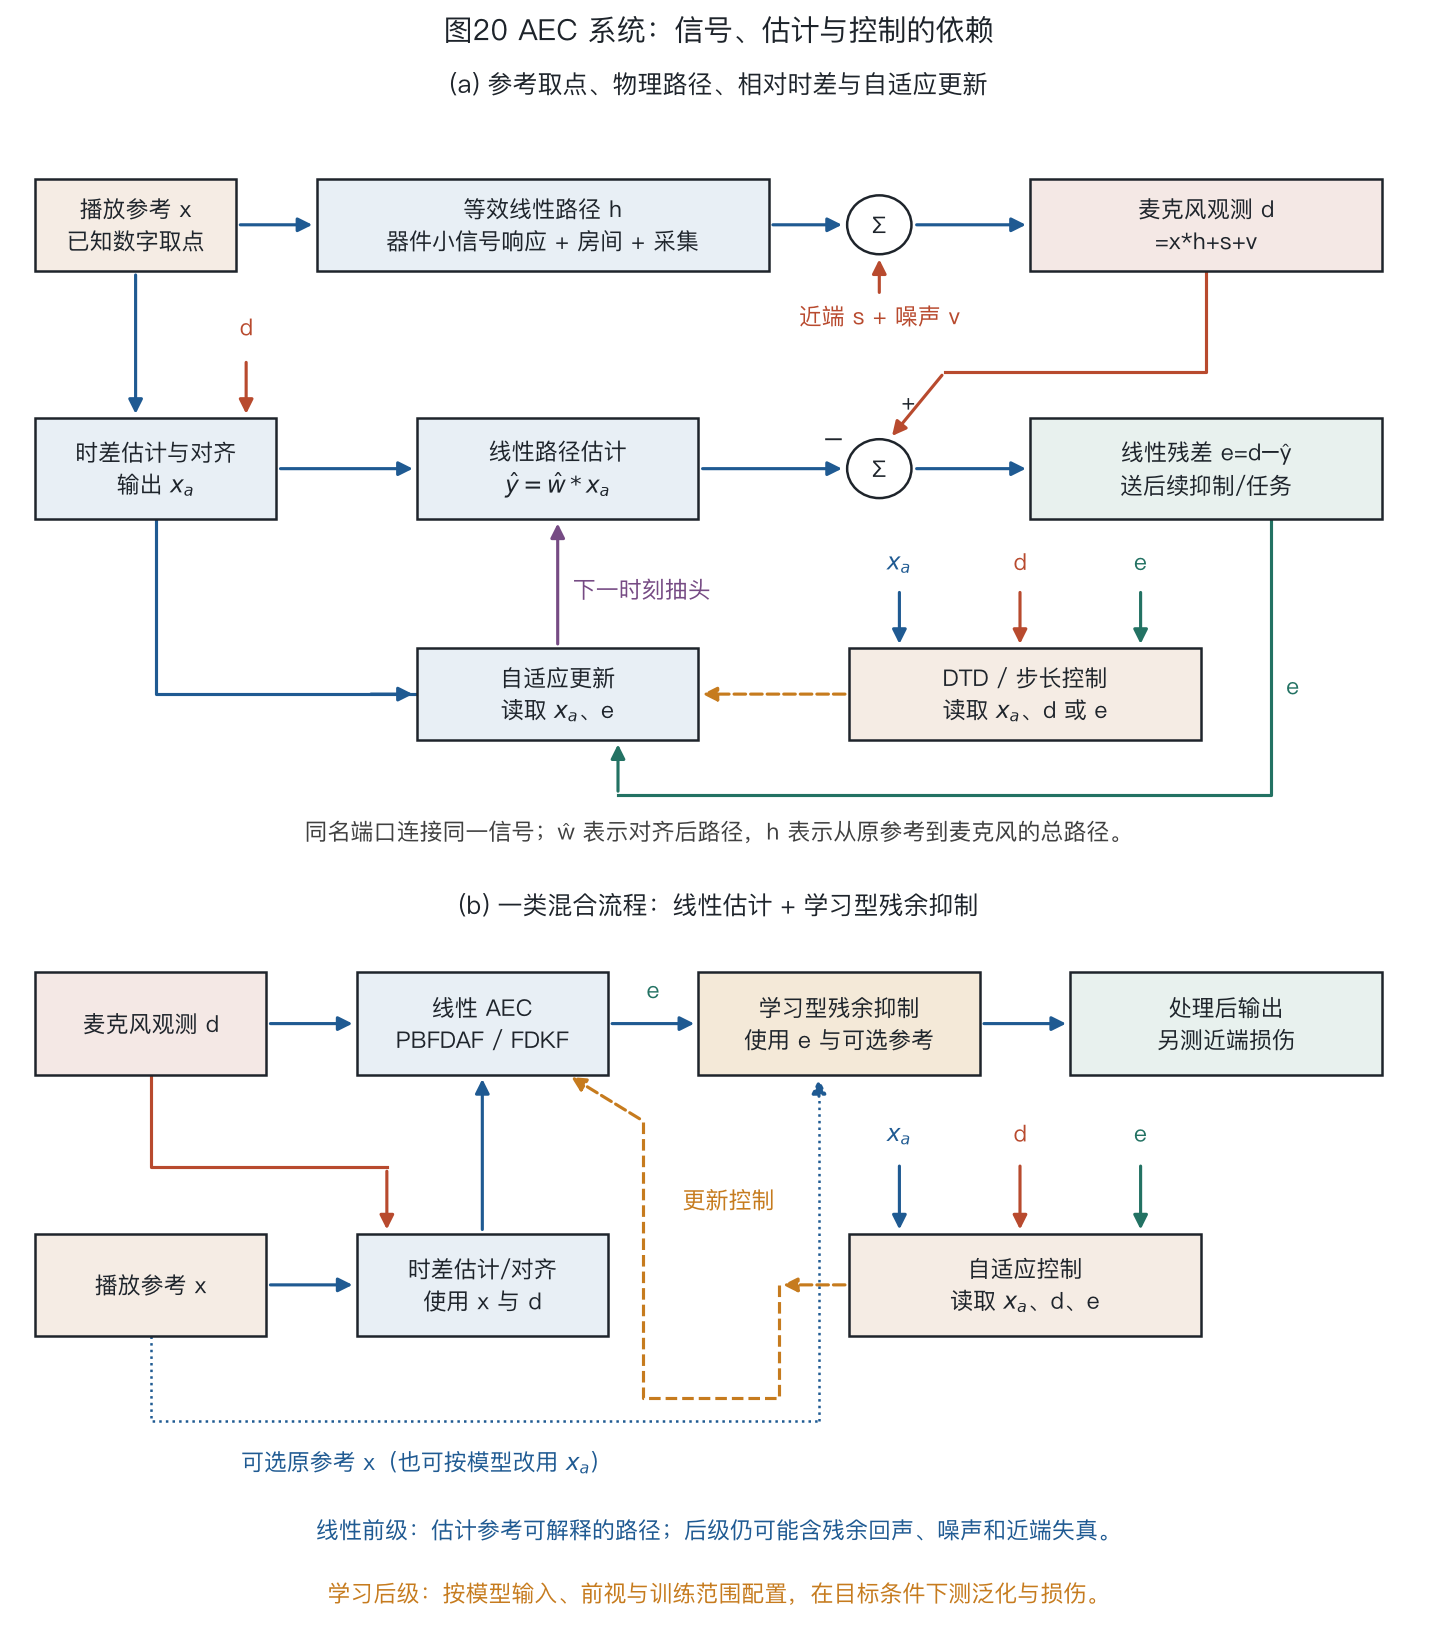 图20 AEC 系统：信号、估计与控制的依赖
(a) 参考取点、物理路径、相对时差与自适应更新
播放参考 x
已知数字取点
等效线性路径 h
器件小信号响应 + 房间 + 采集
Σ
麦克风观测 d
=x*h+s+v
近端 s + 噪声 v
d
+
−
时差估计与对齐
输出 xₐ
线性路径估计
ŷ = ŵ * xₐ
Σ
线性残差 e=d−ŷ
送后续抑制/任务
下一时刻抽头
xₐ
d
e
自适应更新
读取 xₐ、e
DTD / 步长控制
读取 xₐ、d 或 e
e
同名端口连接同一信号；ŵ 表示对齐后路径，h 表示从原参考到麦克风的总路径。
(b) 一类混合流程：线性估计 + 学习型残余抑制
麦克风观测 d
线性 AEC
PBFDAF / FDKF
e
学习型残余抑制
使用 e 与可选参考
处理后输出
另测近端损伤
xₐ
d
e
更新控制
播放参考 x
时差估计/对齐
使用 x 与 d
自适应控制
读取 xₐ、d、e
可选原参考 x（也可按模型改用 xₐ）
线性前级：估计参考可解释的路径；后级仍可能含残余回声、噪声和近端失真。
学习后级：按模型输入、前视与训练范围配置，在目标条件下测泛化与损伤。